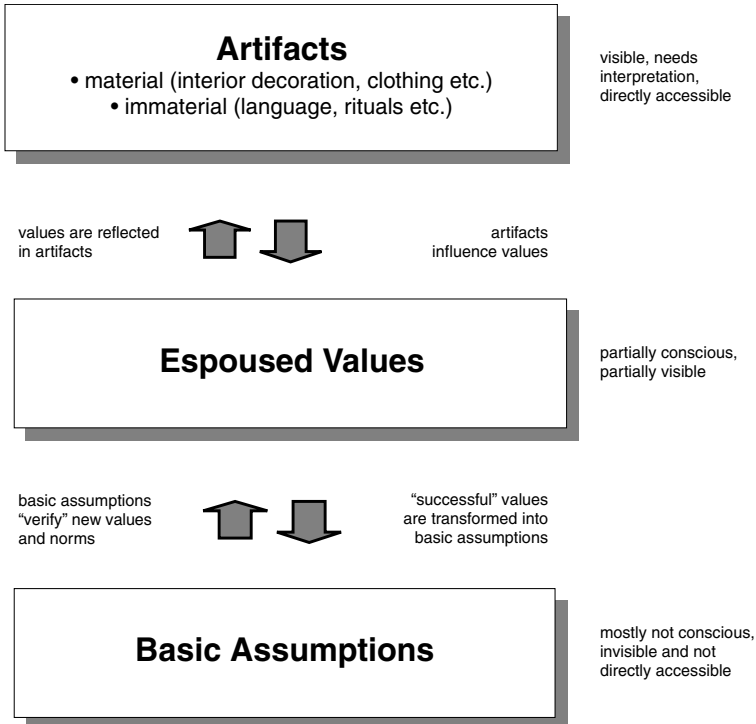 Artifacts
• material (interior decoration, clothing etc.)
• immaterial (language, rituals etc.)
visible, needs
interpretation,
directly accessible
values are reflected
in artifacts
artifacts
influence values
Espoused Values
partially conscious,
partially visible
basic assumptions
“verify” new values
and norms
“successful” values
are transformed into
basic assumptions
Basic Assumptions
mostly not conscious,
invisible and not
directly accessible